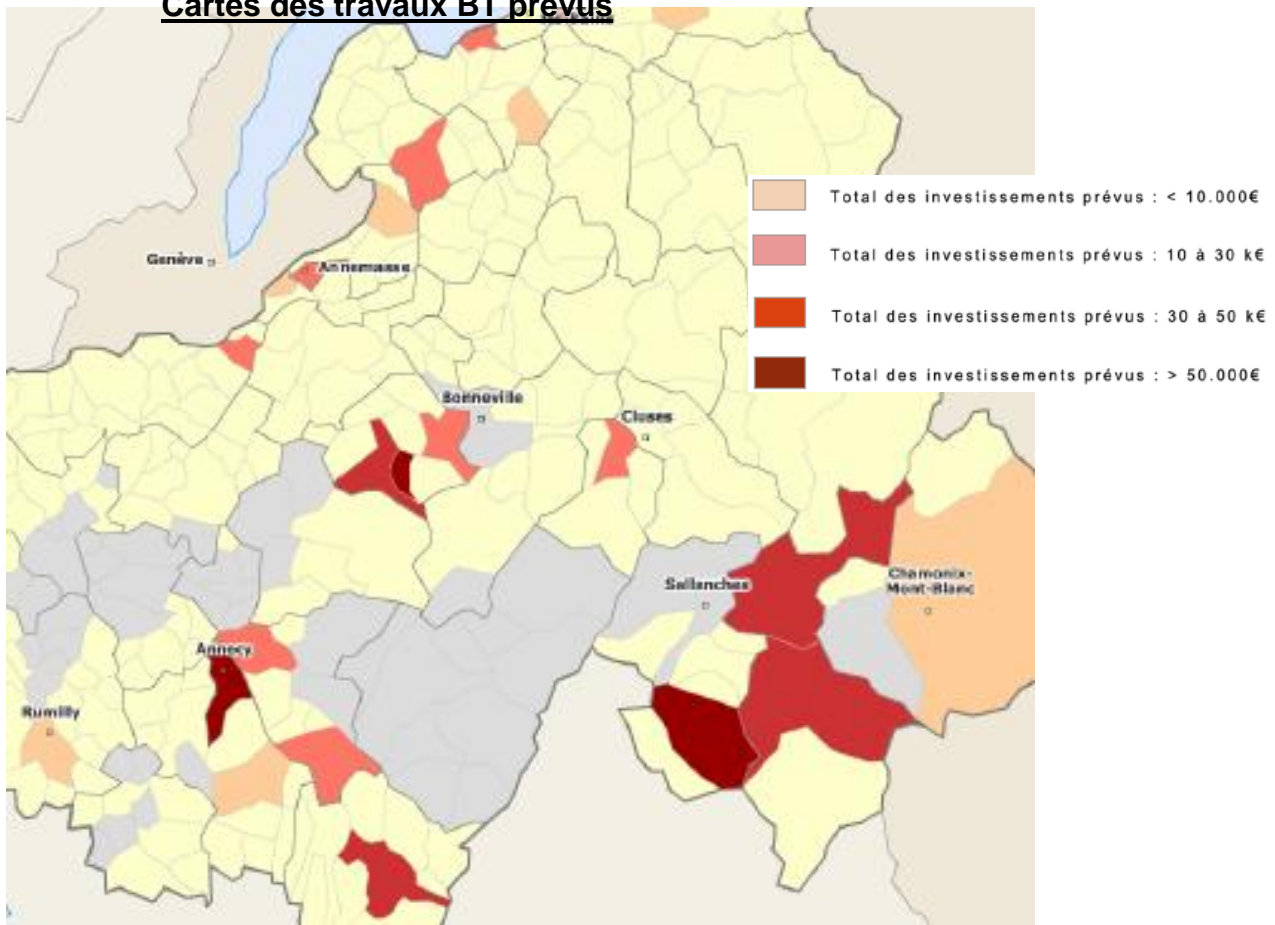 Cartes des travaux BT prévus
Total des investissements prévus : < 10.000€
Genève
Annemasse
Total des investissements prévus : 10 à 30 k€
Total des investissements prévus : 30 à 50 k€
Total des investissements prévus : > 50.000€
Bonneville
Cluses
Sallanches
Chamonix-
Mont-Blanc
Annecy
Rumilly